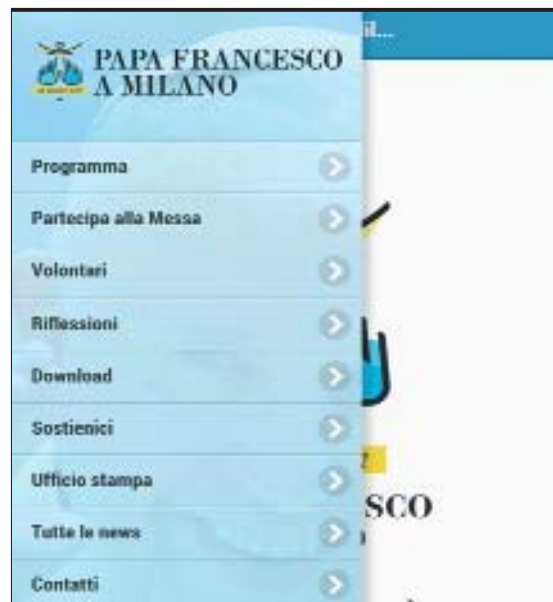 PAPA FRANCESCO
A MILANO
Programma
Partecipa alla Messa
Volontari
Riflessioni
Download
Sostienici
Ufficio stampa
Tutte le news
Contatti
SCO